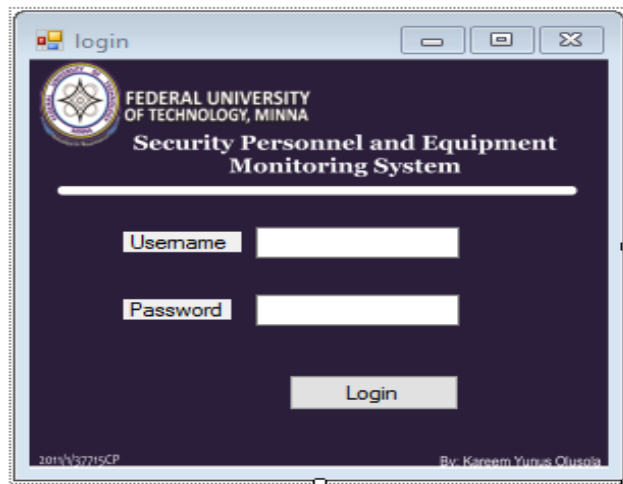 login
FEDERAL UNIVERSITY
OF TECHNOLOGY, MINNA
Security Personnel and Equipment
Monitoring System
Username
Password
Login
2011/1/37715CP
By: Kareem Yunus Olusola